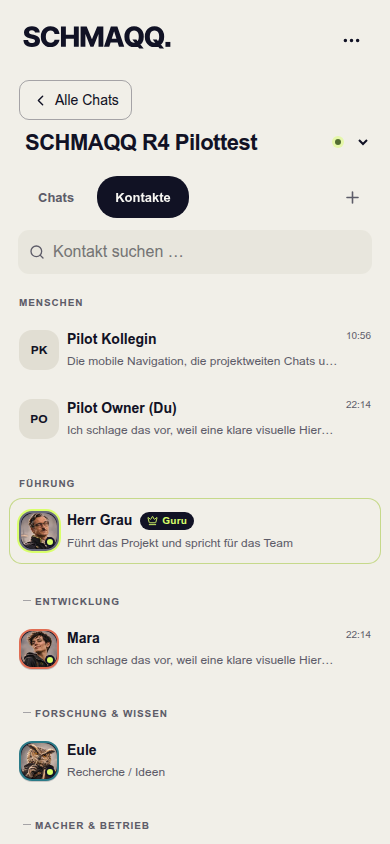 SCHMAQQ.
Alle Chats
SCHMAQQ R4 Pilottest
Chats
Kontakte
Kontakt suchen …
MENSCHEN
PK
Pilot Kollegin
10:56
Die mobile Navigation, die projektweiten Chats u…
PO
Pilot Owner (Du)
22:14
Ich schlage das vor, weil eine klare visuelle Hier…
FÜHRUNG
Herr Grau
Guru
Führt das Projekt und spricht für das Team
ENTWICKLUNG
Mara
22:14
Ich schlage das vor, weil eine klare visuelle Hier…
FORSCHUNG & WISSEN
Eule
Recherche / Ideen
MACHER & BETRIEB